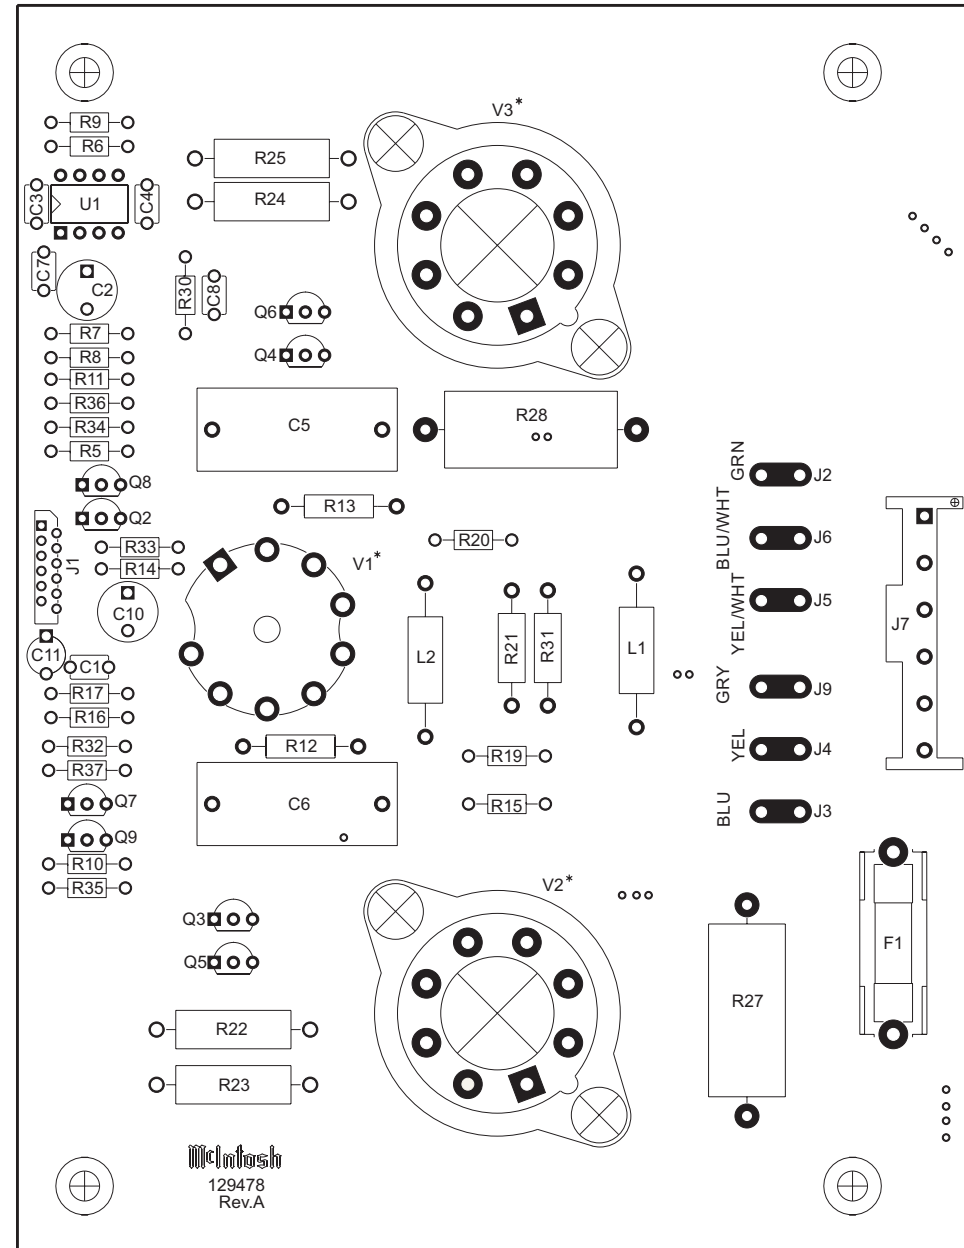 V3*
R9
R6
R25
R24
C3
U1
C4
C7
C2
R30
C8
Q6
Q4
R7
R8
R11
R36
R34
R5
C5
R28
Q8
Q2
R13
GRN
J2
BLU/WHT
J6
J1
R33
R14
V1*
R20
YEL/WHT
J5
J7
C10
C11
C1
L2
R21
R31
L1
GRY
J9
R17
R16
R32
R37
R12
R19
YEL
J4
Q7
Q9
C6
R15
BLU
J3
R10
R35
V2*
Q3
Q5
F1
R27
R22
R23
McIntosh
129478
Rev.A